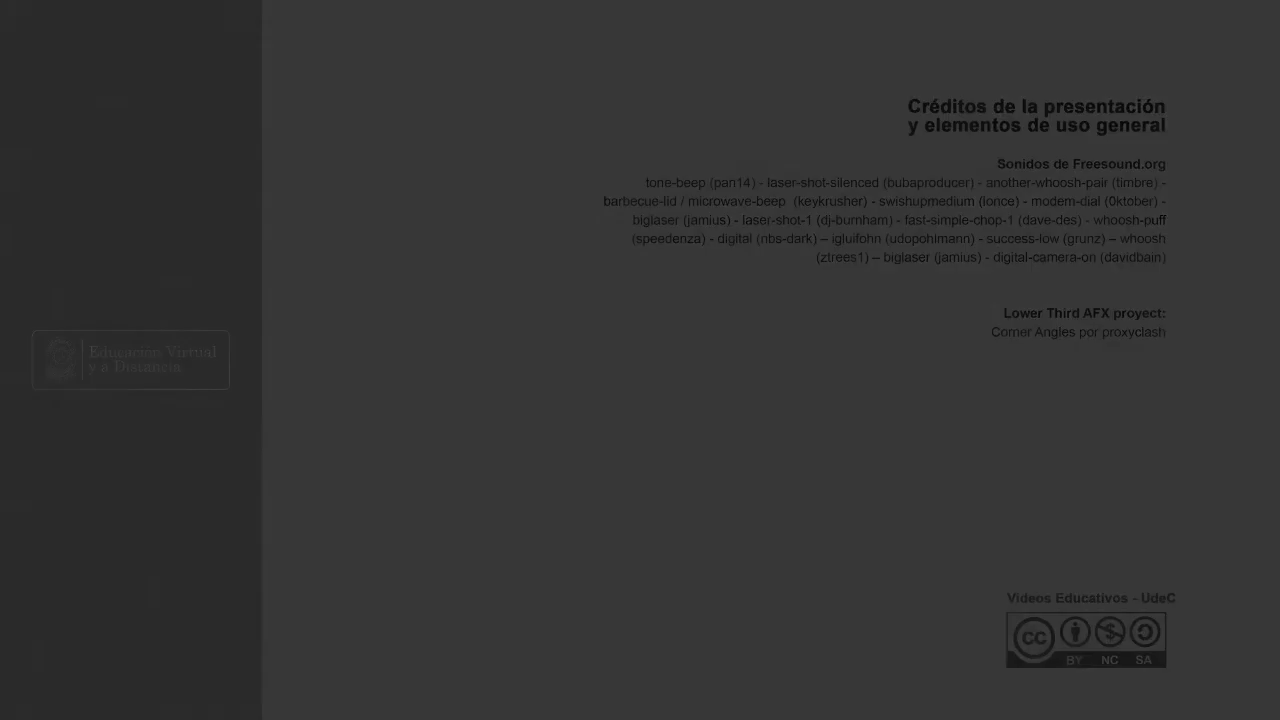 Créditos de la presentación
y elementos de uso general
Sonidos de Freesound.org
tone-beep (pan14) - laser-shot-silenced (bubaproducer) - another-whoosh-pair (timbre) -
barbecue-lid / microwave-beep (keykrusher) - swishupmedium (lonce) - modem-dial (0ktober) -
biglaser (jamius) - laser-shot-1 (dj-burnham) - fast-simple-chop-1 (dave-des) - whoosh-puff
(speedenza) - digital (nbs-dark) – igluifohn (udopohlmann) - success-low (grunz) – whoosh
(ztrees1) – biglaser (jamius) - digital-camera-on (davidbain)
Lower Third AFX proyect:
Corner Angles por proxyclash
Educación Virtual
y a Distancia
Videos Educativos - UdeC
CC
BY NC SA